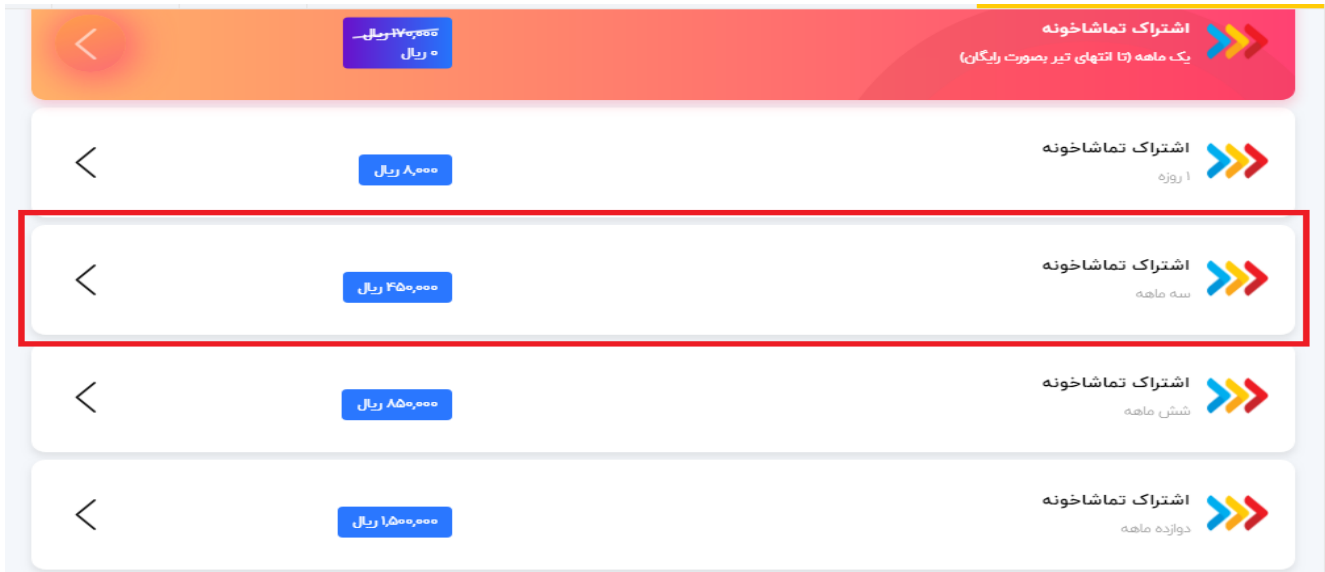 اشتراک تماشاخونه
یک ماهه (تا انتهای تیر بصورت رایگان)
۱۷۰,۰۰۰ ریال
۰ ریال
اشتراک تماشاخونه
۱ روزه
۸,۰۰۰ ریال
اشتراک تماشاخونه
سه ماهه
۴۵۰,۰۰۰ ریال
اشتراک تماشاخونه
شش ماهه
۸۵۰,۰۰۰ ریال
اشتراک تماشاخونه
دوازده ماهه
۱,۵۰۰,۰۰۰ ریال